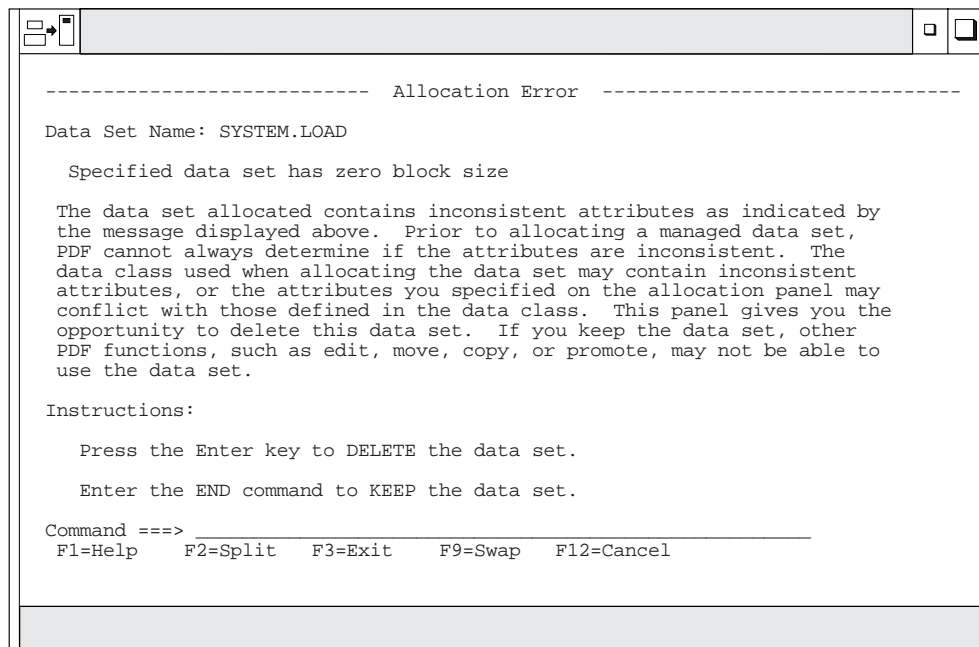 ----------------------------  Allocation Error  -------------------------------
Data Set Name: SYSTEM.LOAD
Specified data set has zero block size
The data set allocated contains inconsistent attributes as indicated by
the message displayed above.  Prior to allocating a managed data set,
PDF cannot always determine if the attributes are inconsistent.  The
data class used when allocating the data set may contain inconsistent
attributes, or the attributes you specified on the allocation panel may
conflict with those defined in the data class.  This panel gives you the
opportunity to delete this data set.  If you keep the data set, other
PDF functions, such as edit, move, copy, or promote, may not be able to
use the data set.
Instructions:
Press the Enter key to DELETE the data set.
Enter the END command to KEEP the data set.
Command ===> _____________________________________________________
F1=Help    F2=Split   F3=Exit    F9=Swap   F12=Cancel